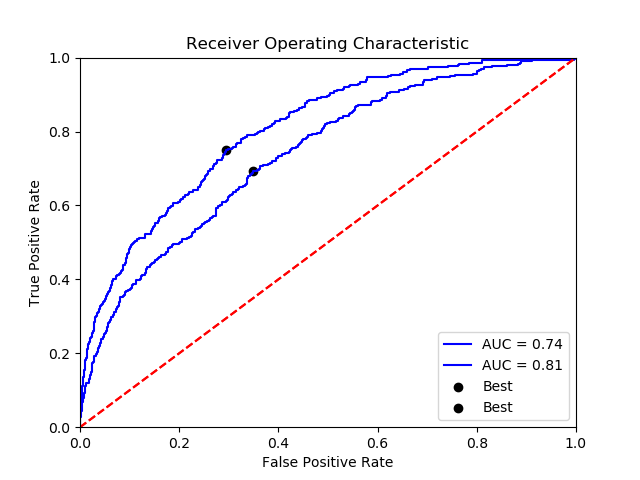 Receiver Operating Characteristic
1.0
0.8
0.6
0.4
0.2
0.0
True Positive Rate
AUC = 0.74
AUC = 0.81
Best
Best
0.0 0.2 0.4 0.6 0.8 1.0
False Positive Rate